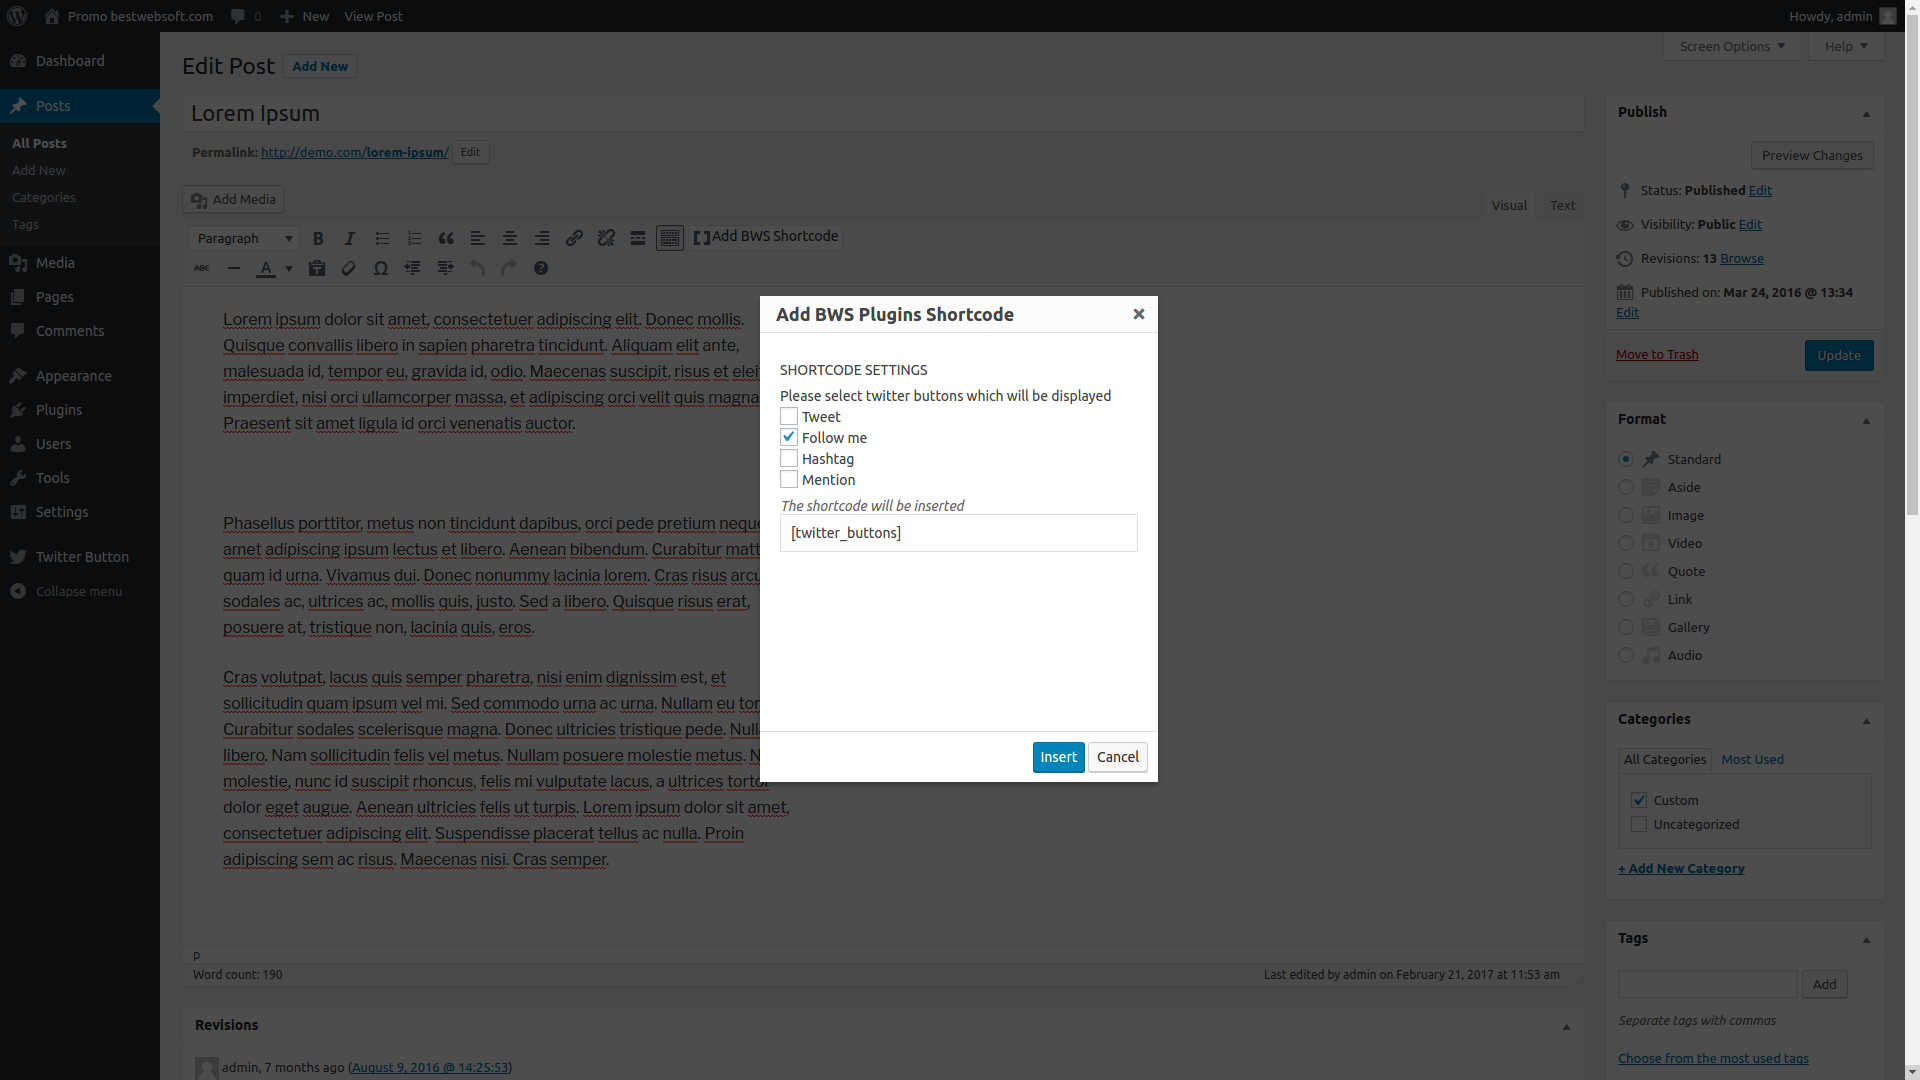 Promo bestwebsoft.com 0 New View Post Howdy, admin
Dashboard
Posts
All Posts
Add New
Categories
Tags
Media
Pages
Comments
Appearance
Plugins
Users
Tools
Settings
Twitter Button
Collapse menu
Screen Options Help
Edit Post Add New
Lorem Ipsum
Permalink: http://demo.com/lorem-ipsum/ Edit
Add Media
Visual Text
Paragraph B I Add BWS Shortcode
ABC A Ω
Lorem ipsum dolor sit amet, consectetuer adipiscing elit. Donec mollis.
Quisque convallis libero in sapien pharetra tincidunt. Aliquam elit ante,
malesuada id, tempor eu, gravida id, odio. Maecenas suscipit, risus et elei
imperdiet, nisi orci ullamcorper massa, et adipiscing orci velit quis magna
Praesent sit amet ligula id orci venenatis auctor.
Phasellus porttitor, metus non tincidunt dapibus, orci pede pretium neque
amet adipiscing ipsum lectus et libero. Aenean bibendum. Curabitur matt
quam id urna. Vivamus dui. Donec nonummy lacinia lorem. Cras risus arcu
sodales ac, ultrices ac, mollis quis, justo. Sed a libero. Quisque risus erat,
posuere at, tristique non, lacinia quis, eros.
Cras volutpat, lacus quis semper pharetra, nisi enim dignissim est, et
sollicitudin quam ipsum vel mi. Sed commodo urna ac urna. Nullam eu tor
Curabitur sodales scelerisque magna. Donec ultricies tristique pede. Null
libero. Nam sollicitudin felis vel metus. Nullam posuere molestie metus. N
molestie, nunc id suscipit rhoncus, felis mi vulputate lacus, a ultrices tortor
dolor eget augue. Aenean ultricies felis ut turpis. Lorem ipsum dolor sit amet,
consectetuer adipiscing elit. Suspendisse placerat tellus ac nulla. Proin
adipiscing sem ac risus. Maecenas nisi. Cras semper.
p
Word count: 190 Last edited by admin on February 21, 2017 at 11:53 am
Revisions
admin, 7 months ago (August 9, 2016 @ 14:25:53)
Add BWS Plugins Shortcode
SHORTCODE SETTINGS
Please select twitter buttons which will be displayed
Tweet
Follow me
Hashtag
Mention
The shortcode will be inserted
[twitter_buttons]
Insert Cancel
Publish
Preview Changes
Status: Published Edit
Visibility: Public Edit
Revisions: 13 Browse
Published on: Mar 24, 2016 @ 13:34
Edit
Move to Trash Update
Format
Standard
Aside
Image
Video
Quote
Link
Gallery
Audio
Categories
All Categories Most Used
Custom
Uncategorized
+ Add New Category
Tags
Add
Separate tags with commas
Choose from the most used tags